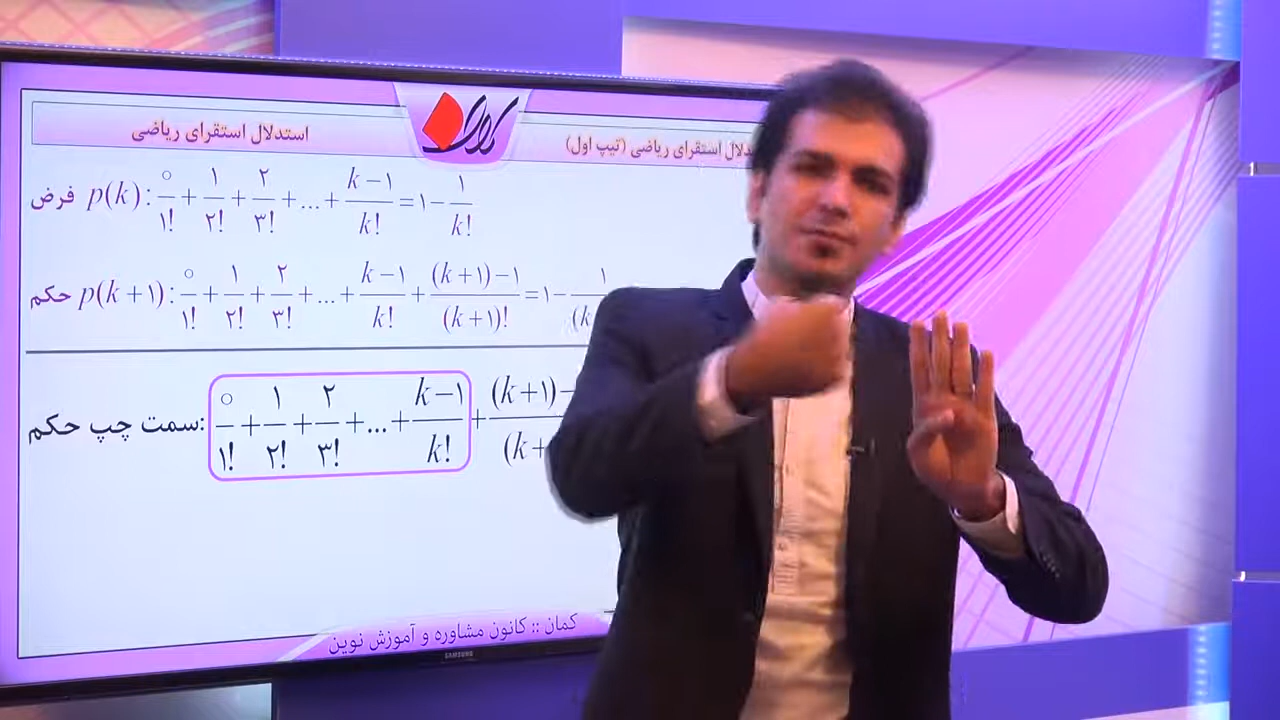 استدلال استقرای ریاضی (تیپ اول)
استدلال استقرای ریاضی
فرض p(k): ۰/۱! + ۱/۲! + ۲/۳! + ... + (k−۱)/k! = ۱ − ۱/k!
حکم p(k+۱): ۰/۱! + ۱/۲! + ۲/۳! + ... + (k−۱)/k! + ((k+۱)−۱)/(k+۱)! = ۱ − ۱/(k
سمت چپ حکم: ۰/۱! + ۱/۲! + ۲/۳! + ... + (k−۱)/k! + (k+۱)−/(k+
کمان :: کانون مشاوره و آموزش نوین
SAMSUNG